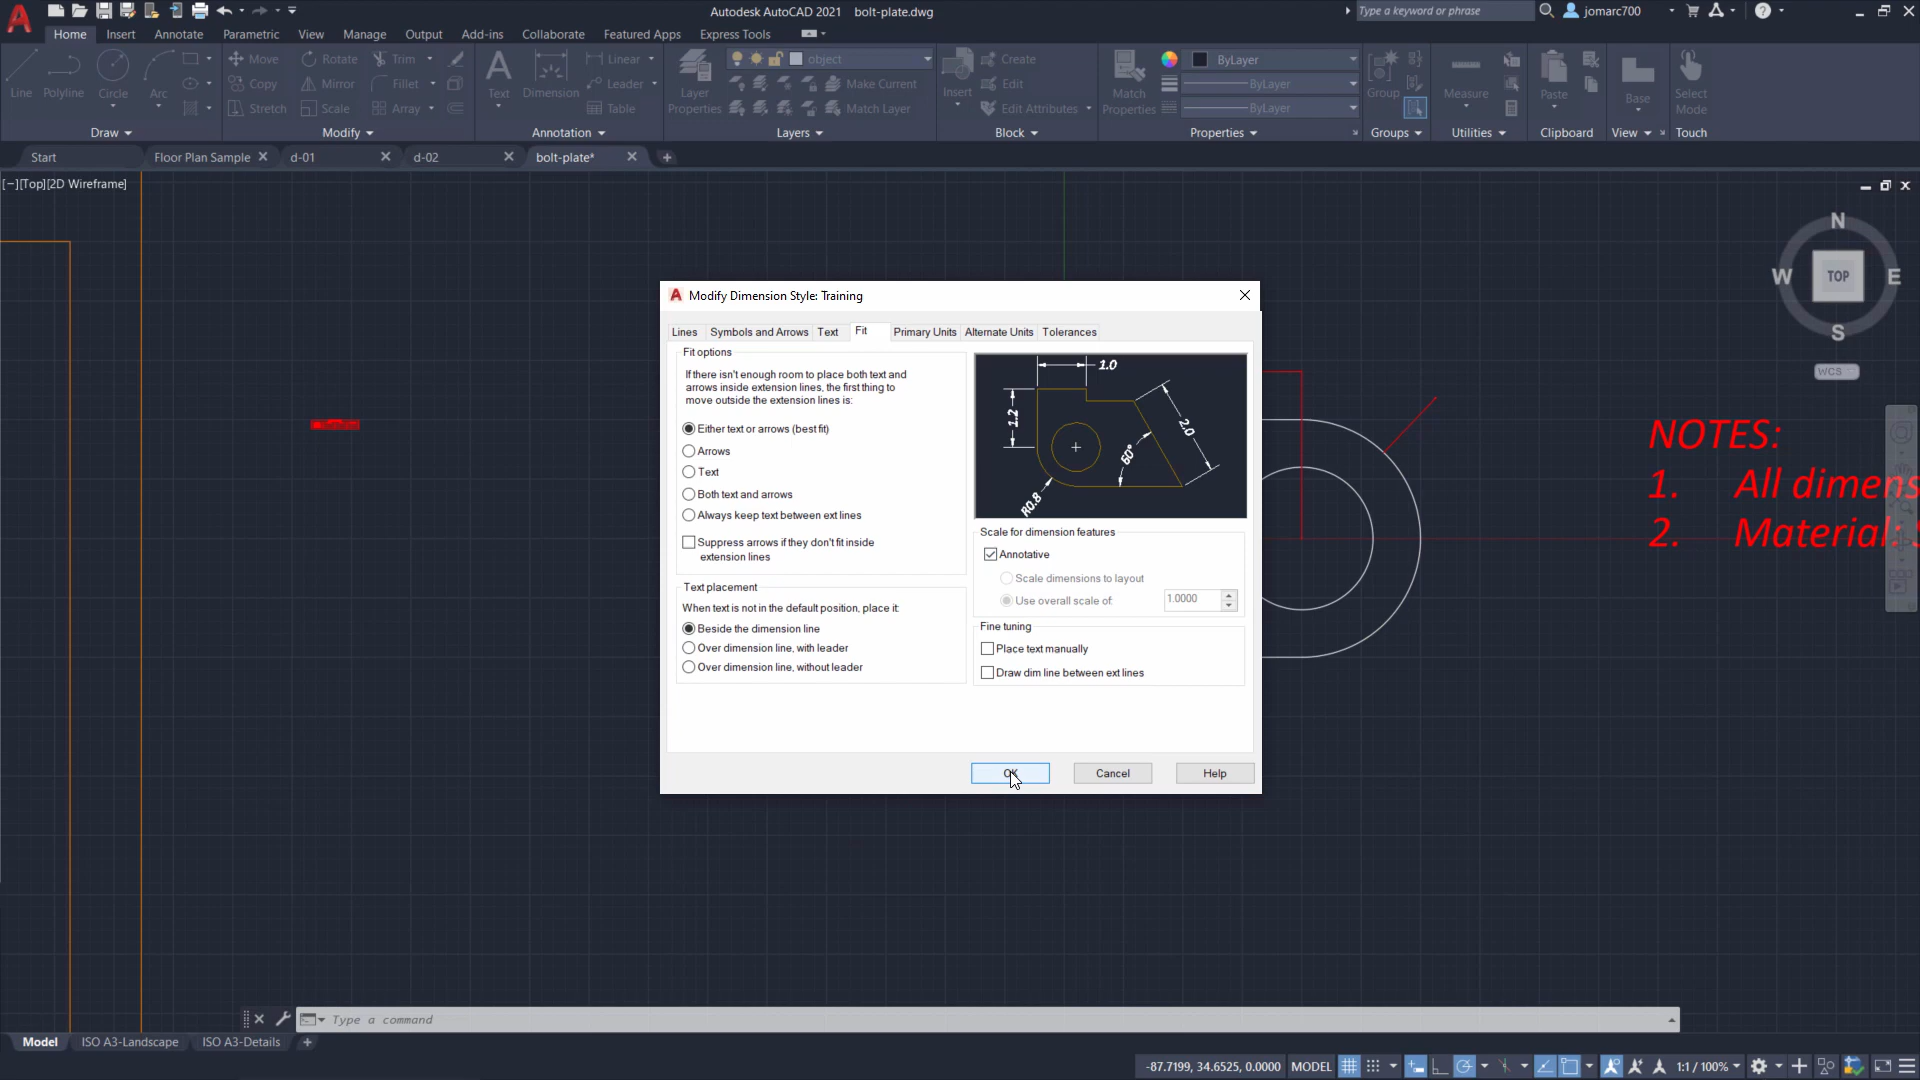 Autodesk AutoCAD 2021 bolt-plate.dwg
Type a keyword or phrase
jomarc700
Home Insert Annotate Parametric View Manage Output Add-ins Collaborate Featured Apps Express Tools
Line Polyline Circle Arc
Draw
Move Rotate Trim
Copy Mirror Fillet
Stretch Scale Array
Modify
Text Dimension
Linear
Leader
Table
Annotation
Layer Properties
object
Make Current
Match Layer
Layers
Insert
Create
Edit
Edit Attributes
Block
Match Properties
ByLayer
ByLayer
ByLayer
Properties
Group
Groups
Measure
Utilities
Paste
Clipboard
Base
View
Select Mode
Touch
Start Floor Plan Sample d-01 d-02 bolt-plate*
[−][Top][2D Wireframe]
N
W TOP E
S
WCS
NOTES:
1. All dimens
2. Material:
Modify Dimension Style: Training
Lines Symbols and Arrows Text Fit Primary Units Alternate Units Tolerances
Fit options
If there isn't enough room to place both text and
arrows inside extension lines, the first thing to
move outside the extension lines is:
Either text or arrows (best fit)
Arrows
Text
Both text and arrows
Always keep text between ext lines
Suppress arrows if they don't fit inside
extension lines
Text placement
When text is not in the default position, place it:
Beside the dimension line
Over dimension line, with leader
Over dimension line, without leader
1.0
1.2
2.0
60°
R0.8
Scale for dimension features
Annotative
Scale dimensions to layout
Use overall scale of: 1.0000
Fine tuning
Place text manually
Draw dim line between ext lines
OK Cancel Help
Type a command
Model ISO A3-Landscape ISO A3-Details
-87.7199, 34.6525, 0.0000 MODEL 1:1 / 100%